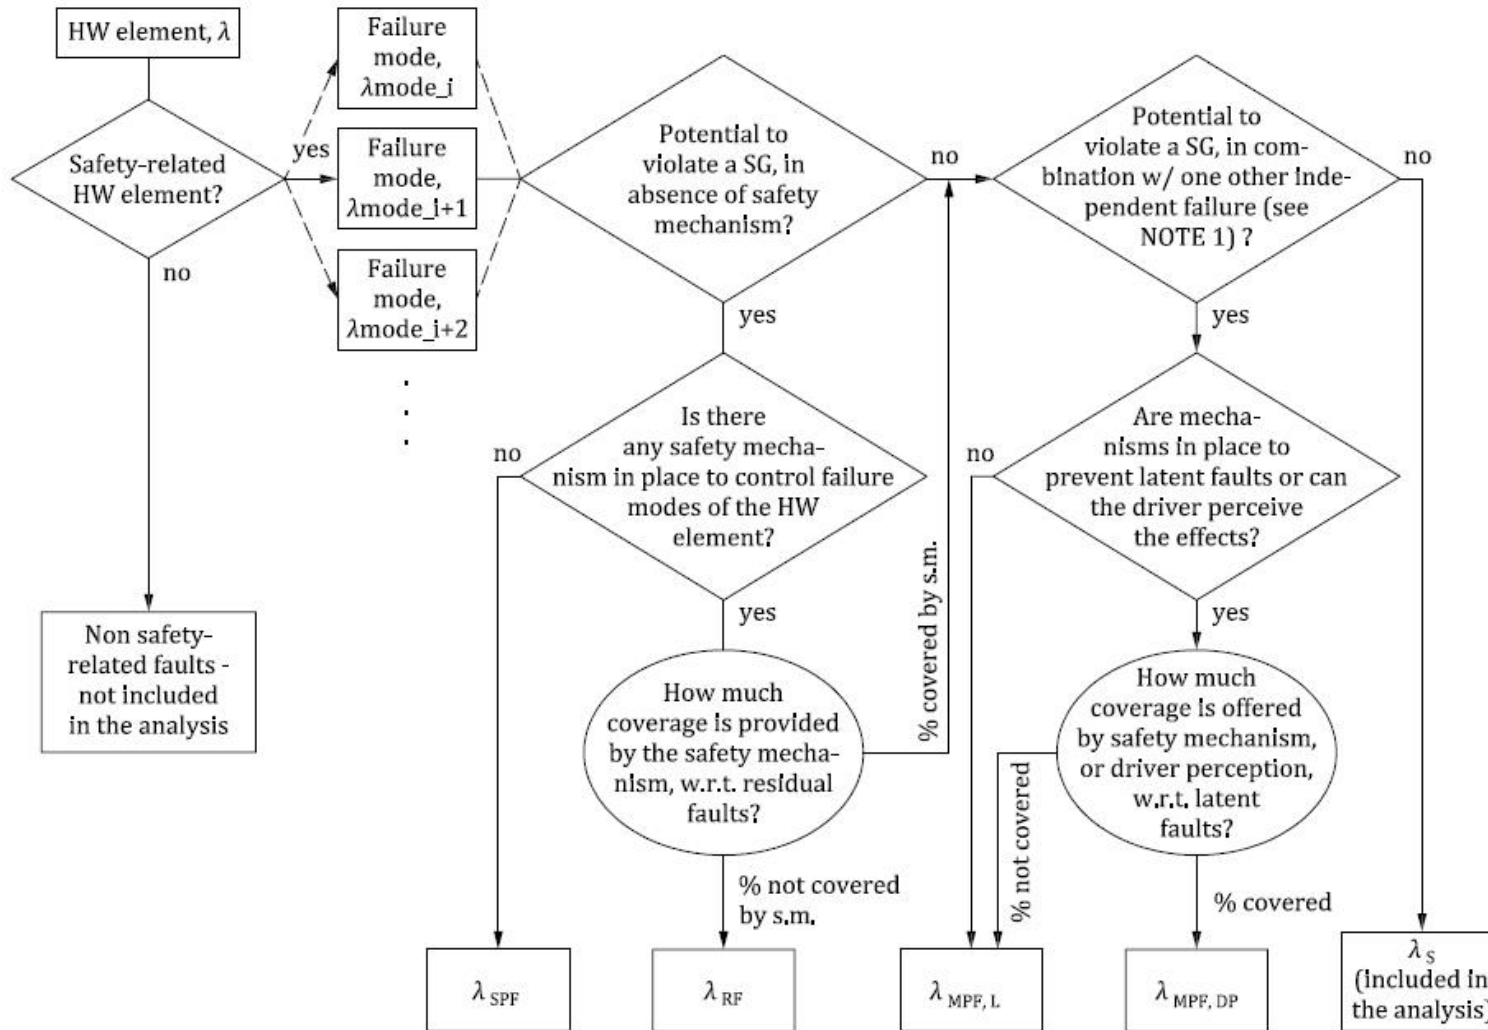 HW element, λ
Safety-related
HW element?
yes
no
Non safety-
related faults -
not included
in the analysis
Failure
mode,
λmode_i
Failure
mode,
λmode_i+1
Failure
mode,
λmode_i+2
.
.
.
Potential to
violate a SG, in
absence of safety
mechanism?
no
yes
Is there
any safety mecha-
nism in place to control failure
modes of the HW
element?
no
yes
How much
coverage is provided
by the safety mecha-
nism, w.r.t. residual
faults?
% covered by s.m.
% not covered
by s.m.
Potential to
violate a SG, in com-
bination w/ one other inde-
pendent failure (see
NOTE 1) ?
no
yes
Are mecha-
nisms in place to
prevent latent faults or can
the driver perceive
the effects?
no
yes
How much
coverage is offered
by safety mechanism,
or driver perception,
w.r.t. latent
faults?
% not covered
% covered
λ SPF
λ RF
λ MPF, L
λ MPF, DP
λ S
(included in
the analysis)